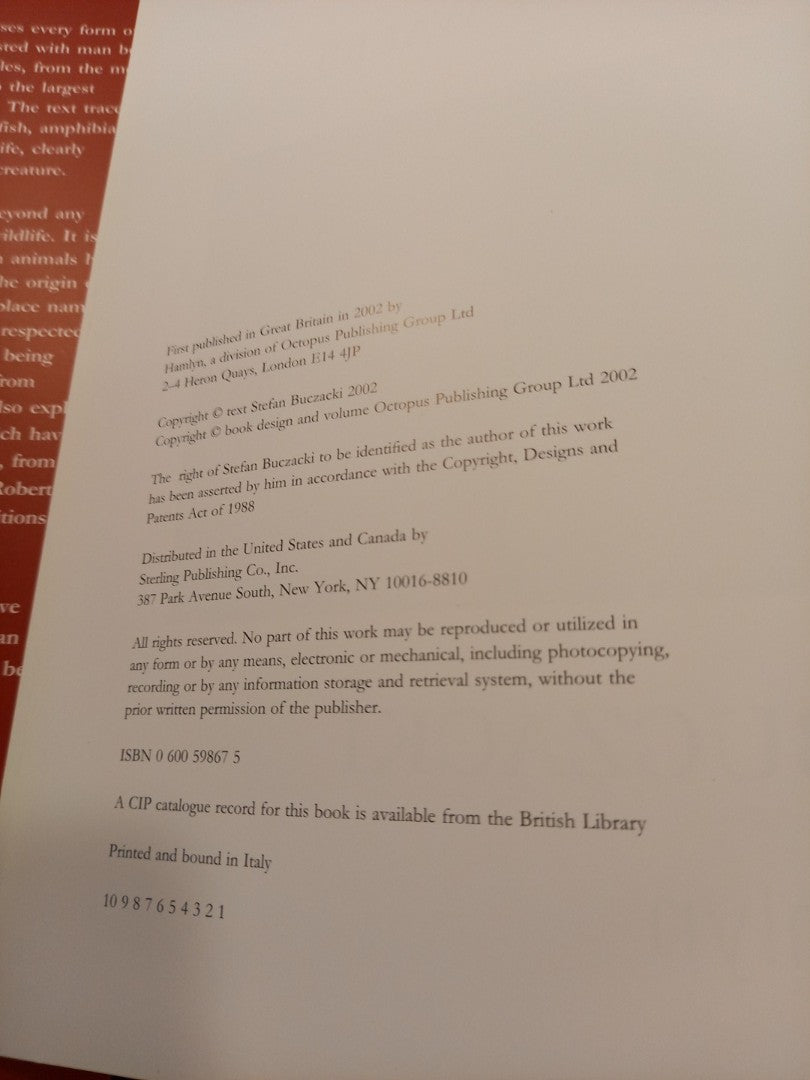 ses every form o
sted with man b
les, from the m
the largest
The text trac
fish, amphibia
ife, clearly
creature.
eyond any
wildlife. It is
animals h
he origin
place nam
respected
being
rom
lso expl
ch hav
, from
Robert
tions
ve
an
be
First published in Great Britain in 2002 by
Hamlyn, a division of Octopus Publishing Group Ltd
2–4 Heron Quays, London E14 4JP
Copyright © text Stefan Buczacki 2002
Copyright © book design and volume Octopus Publishing Group Ltd 2002
The right of Stefan Buczacki to be identified as the author of this work
has been asserted by him in accordance with the Copyright, Designs and
Patents Act of 1988
Distributed in the United States and Canada by
Sterling Publishing Co., Inc.
387 Park Avenue South, New York, NY 10016-8810
All rights reserved. No part of this work may be reproduced or utilized in
any form or by any means, electronic or mechanical, including photocopying,
recording or by any information storage and retrieval system, without the
prior written permission of the publisher.
ISBN 0 600 59867 5
A CIP catalogue record for this book is available from the British Library
Printed and bound in Italy
10 9 8 7 6 5 4 3 2 1